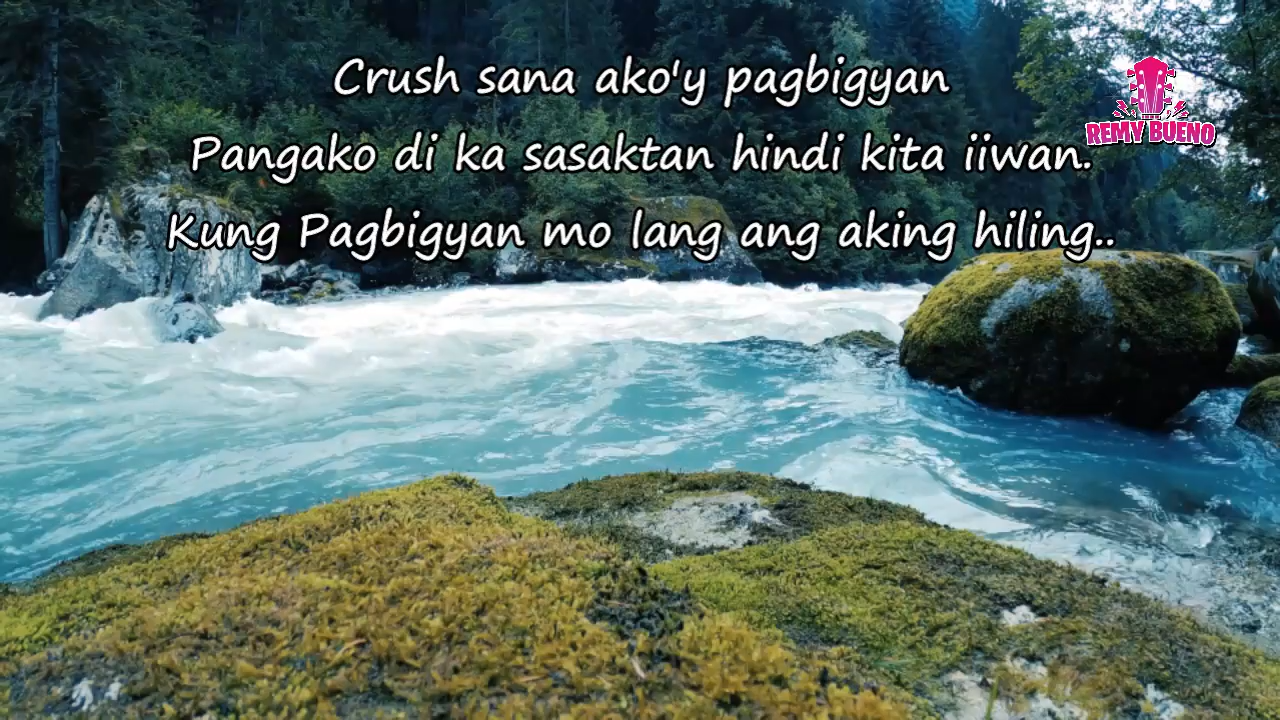 Crush sana ako'y pagbigyan
REMY BUENO
Pangako di ka sasaktan hindi kita iiwan.
Kung Pagbigyan mo lang ang aking hiling..